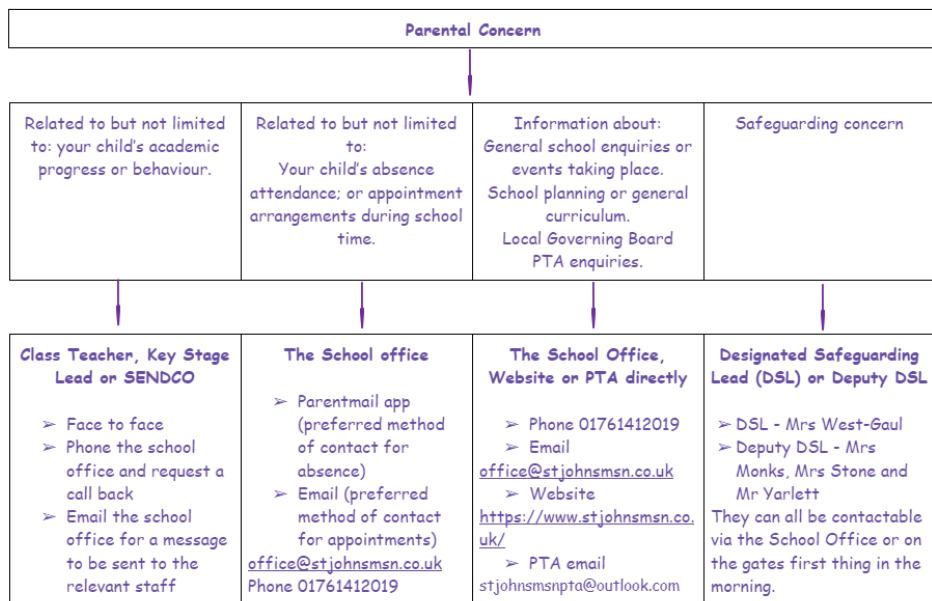 Parental Concern
Related to but not limited
to: your child's academic
progress or behaviour.
Related to but not limited
to:
Your child's absence
attendance; or appointment
arrangements during school
time.
Information about:
General school enquiries or
events taking place.
School planning or general
curriculum.
Local Governing Board
PTA enquiries.
Safeguarding concern
Class Teacher, Key Stage
Lead or SENDCO
➢ Face to face
➢ Phone the school
office and request a
call back
➢ Email the school
office for a message
to be sent to the
relevant staff
The School office
➢ Parentmail app
(preferred method
of contact for
absence)
➢ Email (preferred
method of contact
for appointments)
office@stjohnsmsn.co.uk
Phone 01761412019
The School Office,
Website or PTA directly
➢ Phone 01761412019
➢ Email
office@stjohnsmsn.co.uk
➢ Website
https://www.stjohnsmsn.co.
uk/
➢ PTA email
stjohnsmsnpta@outlook.com
Designated Safeguarding
Lead (DSL) or Deputy DSL
➢ DSL - Mrs West-Gaul
➢ Deputy DSL - Mrs
Monks, Mrs Stone and
Mr Yarlett
They can all be contactable
via the School Office or on
the gates first thing in the
morning.